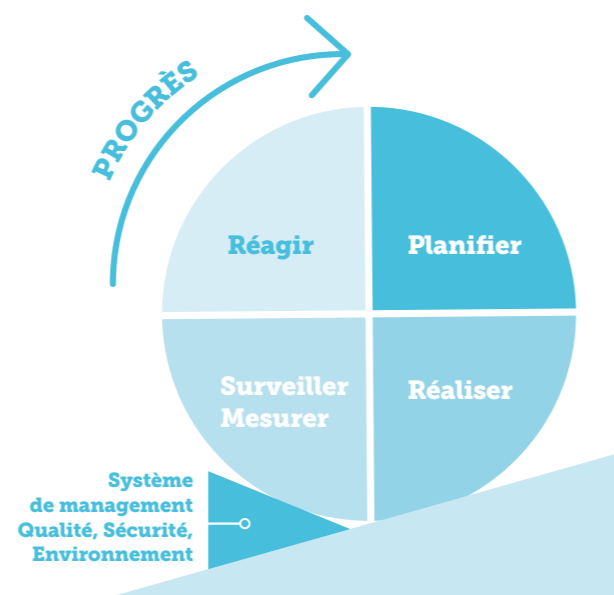 PROGRÈS
Réagir
Planifier
Surveiller
Mesurer
Réaliser
Système
de management
Qualité, Sécurité,
Environnement